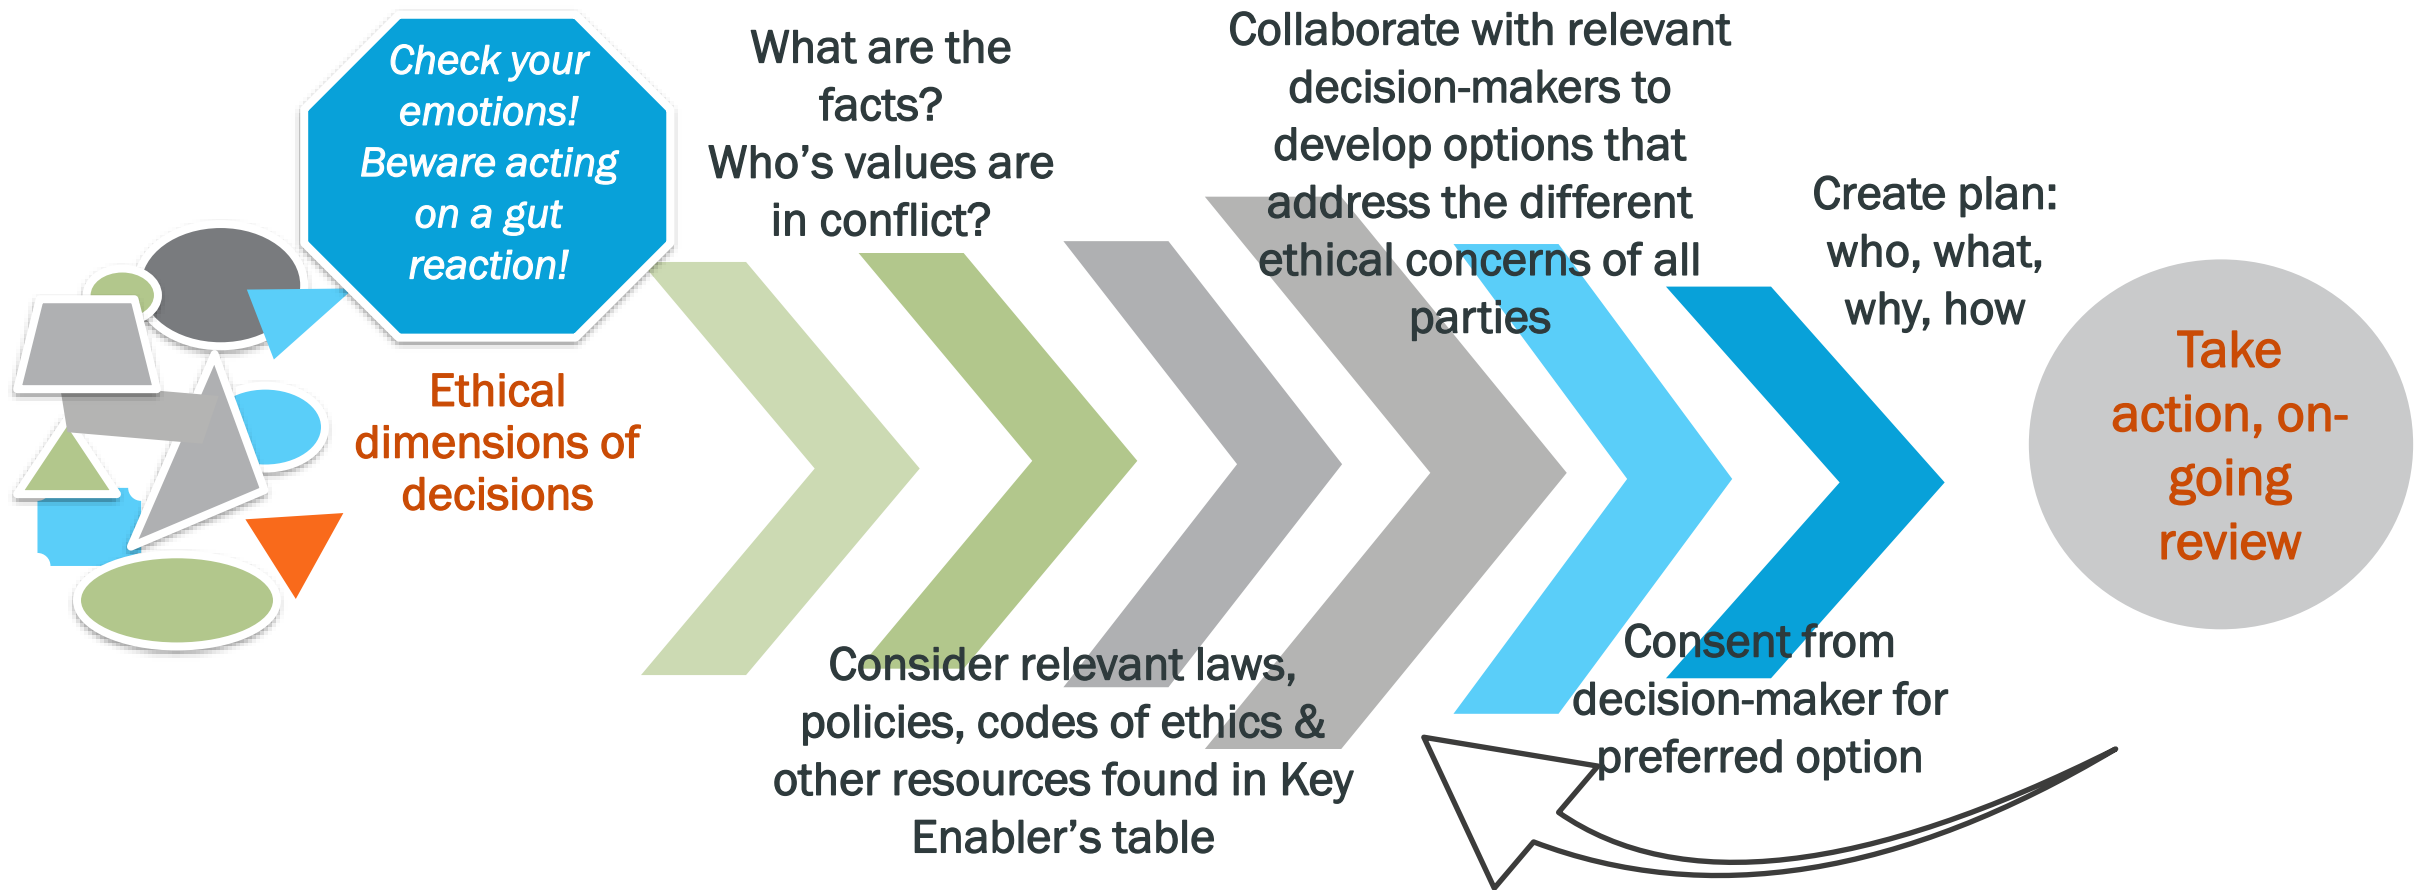 Check your
emotions!
Beware acting
on a gut
reaction!
Ethical
dimensions of
decisions
What are the
facts?
Who’s values are
in conflict?
Consider relevant laws,
policies, codes of ethics &
other resources found in Key
Enabler’s table
Collaborate with relevant
decision-makers to
develop options that
address the different
ethical concerns of all
parties
Consent from
decision-maker for
preferred option
Create plan:
who, what,
why, how
Take
action, on-
going
review